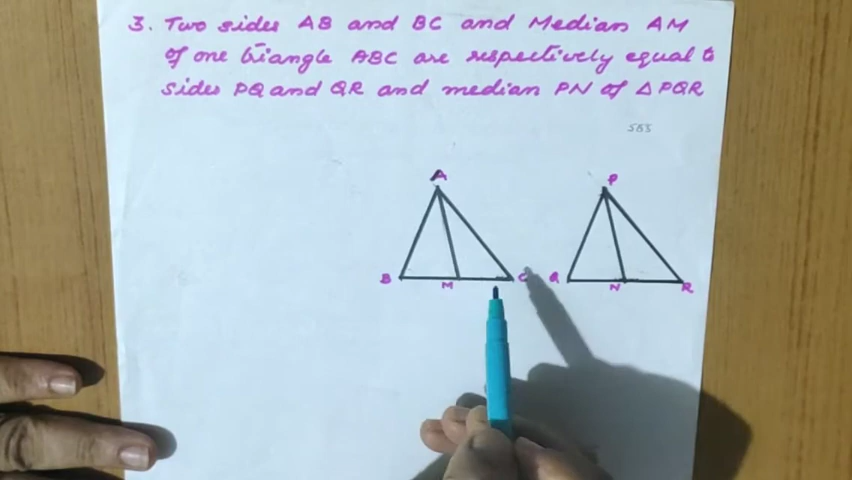 3. Two sides AB and BC and Median AM
of one triangle ABC are respectively equal to
sides PQ and QR and median PN of △PQR
A
P
B
M
C
Q
N
R